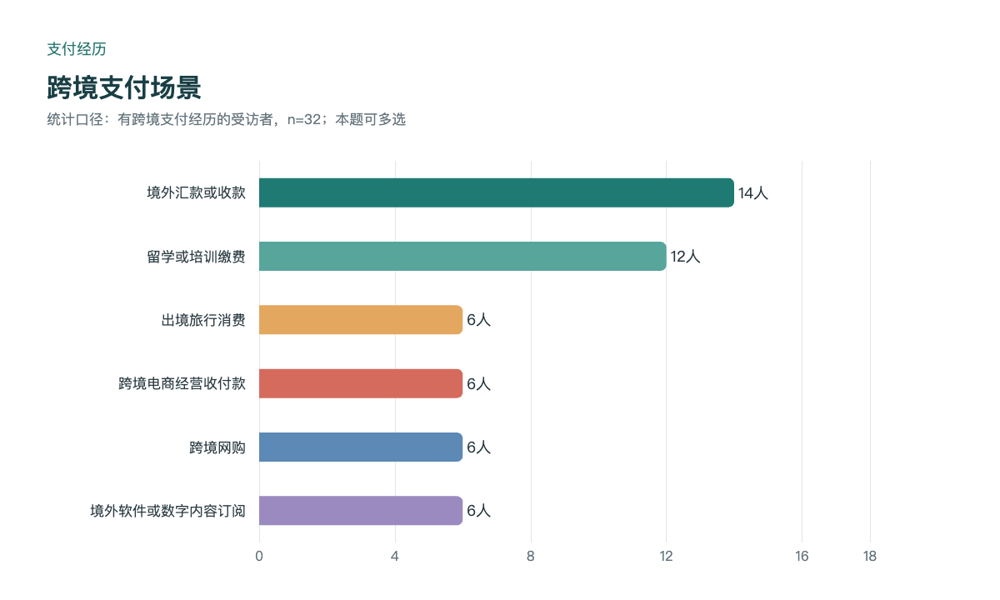 支付经历
跨境支付场景
统计口径：有跨境支付经历的受访者，n=32；本题可多选
境外汇款或收款 14人
留学或培训缴费 12人
出境旅行消费 6人
跨境电商经营收付款 6人
跨境网购 6人
境外软件或数字内容订阅 6人
0 4 8 12 16 18